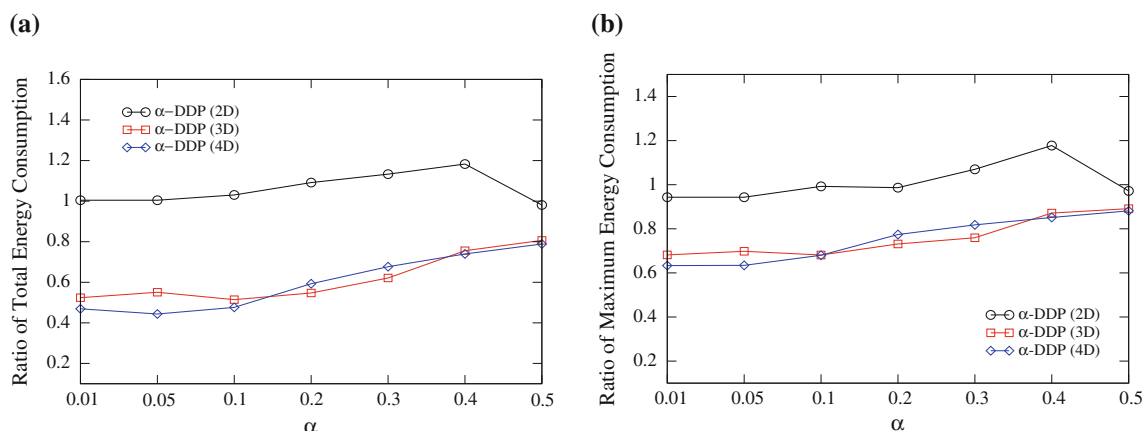 (a)
Ratio of Total Energy Consumption
1.6
1.4
1.2
1
0.8
0.6
0.4
0.2
α−DDP (2D)
α−DDP (3D)
α−DDP (4D)
0.01 0.05 0.1 0.2 0.3 0.4 0.5
α
(b)
Ratio of Maximum Energy Consumption
1.4
1.2
1
0.8
0.6
0.4
0.2
α-DDP (2D)
α-DDP (3D)
α-DDP (4D)
0.01 0.05 0.1 0.2 0.3 0.4 0.5
α